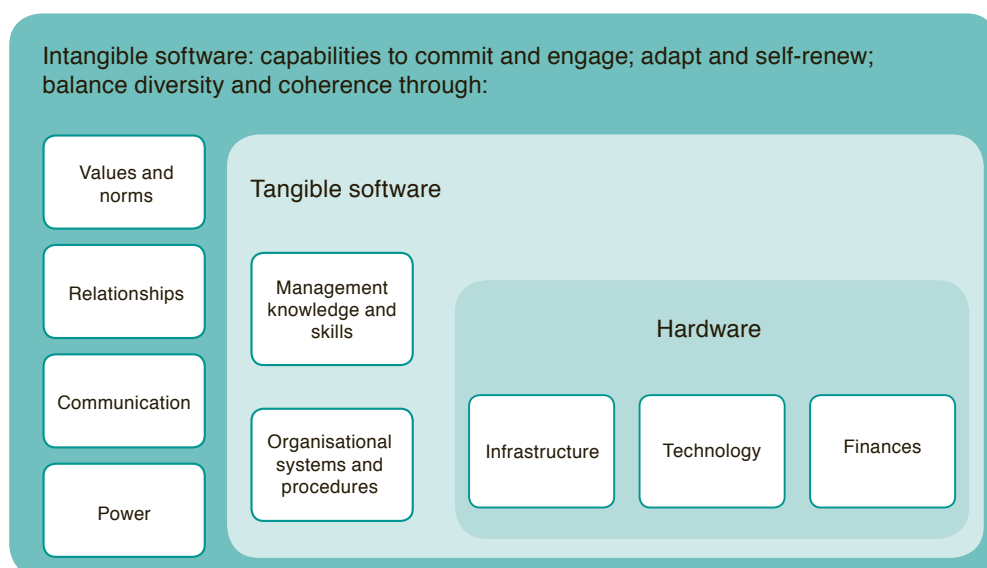 Intangible software: capabilities to commit and engage; adapt and self-renew;
balance diversity and coherence through:
Values and
norms
Relationships
Communication
Power
Tangible software
Management
knowledge and
skills
Organisational
systems and
procedures
Hardware
Infrastructure
Technology
Finances